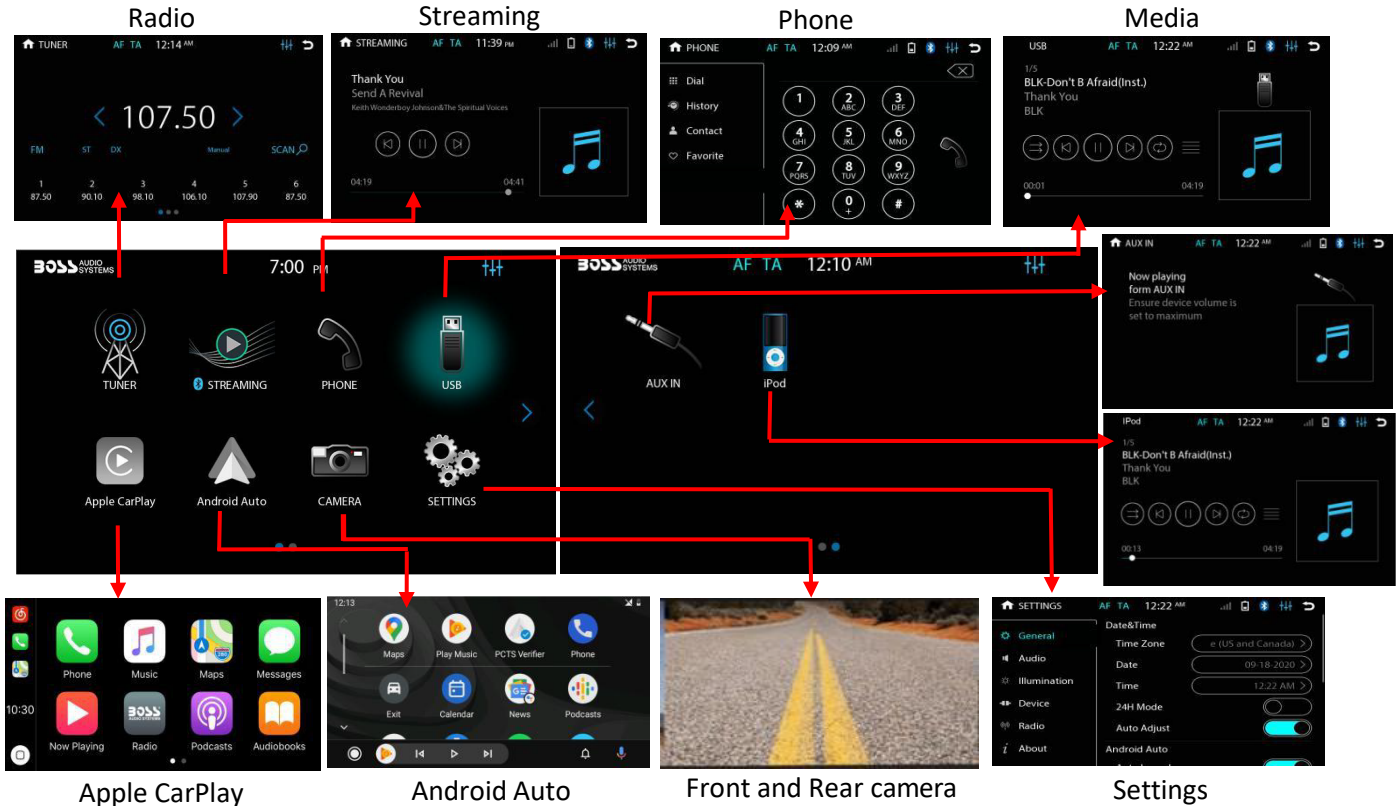 Radio
TUNER AF TA 12:14 AM
107.50
FM ST DX Manual SCAN
1 2 3 4 5 6
87.50 90.10 98.10 106.10 107.90 87.50
Streaming
STREAMING AF TA 11:39 PM
Thank You
Send A Revival
Keith Wonderboy Johnson&The Spiritual Voices
04:19 04:41
Phone
PHONE AF TA 12:09 AM
Dial
History
Contact
Favorite
1 2 ABC 3 DEF
4 GHI 5 JKL 6 MNO
7 PQRS 8 TUV 9 WXYZ
* 0 + #
Media
USB AF TA 12:22 AM
1/5
BLK-Don't B Afraid(Inst.)
Thank You
BLK
00:01 04:19
BOSS AUDIO SYSTEMS 7:00 PM
TUNER STREAMING PHONE USB
Apple CarPlay Android Auto CAMERA SETTINGS
BOSS AUDIO SYSTEMS AF TA 12:10 AM
AUX IN iPod
AUX IN AF TA 12:22 AM
Now playing
form AUX IN
Ensure device volume is
set to maximum
IPod AF TA 12:22 AM
1/5
BLK-Don't B Afraid(Inst.)
Thank You
BLK
00:13 04:19
10:30
Phone Music Maps Messages
BOSS AUDIO SYSTEMS
Now Playing Radio Podcasts Audiobooks
Apple CarPlay
12:13
Maps Play Music PCTS Verifier Phone
Exit Calendar News Podcasts
Android Auto
Front and Rear camera
SETTINGS AF TA 12:22 AM
General
Audio
Illumination
Device
Radio
About
Date&Time
Time Zone e (US and Canada) >
Date 09-18-2020 >
Time 12:22 AM >
24H Mode
Auto Adjust
Android Auto
Settings